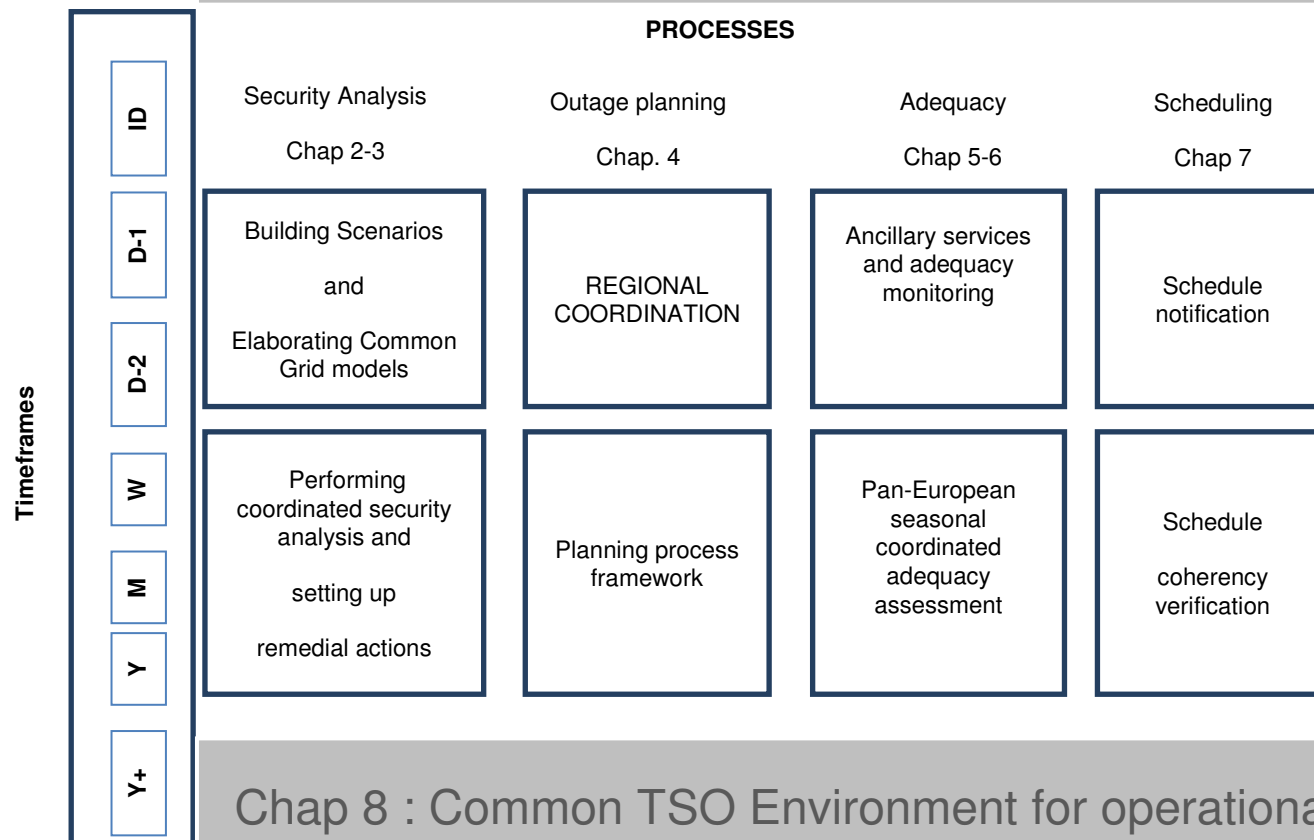 PROCESSES
Timeframes
ID
D-1
D-2
W
M
Y
Y+
Security Analysis
Chap 2-3
Outage planning
Chap. 4
Adequacy
Chap 5-6
Scheduling
Chap 7
Building Scenarios
and
Elaborating Common
Grid models
REGIONAL
COORDINATION
Ancillary services
and adequacy
monitoring
Schedule
notification
Performing
coordinated security
analysis and
setting up
remedial actions
Planning process
framework
Pan-European
seasonal
coordinated
adequacy
assessment
Schedule
coherency
verification
Chap 8 : Common TSO Environment for operationa